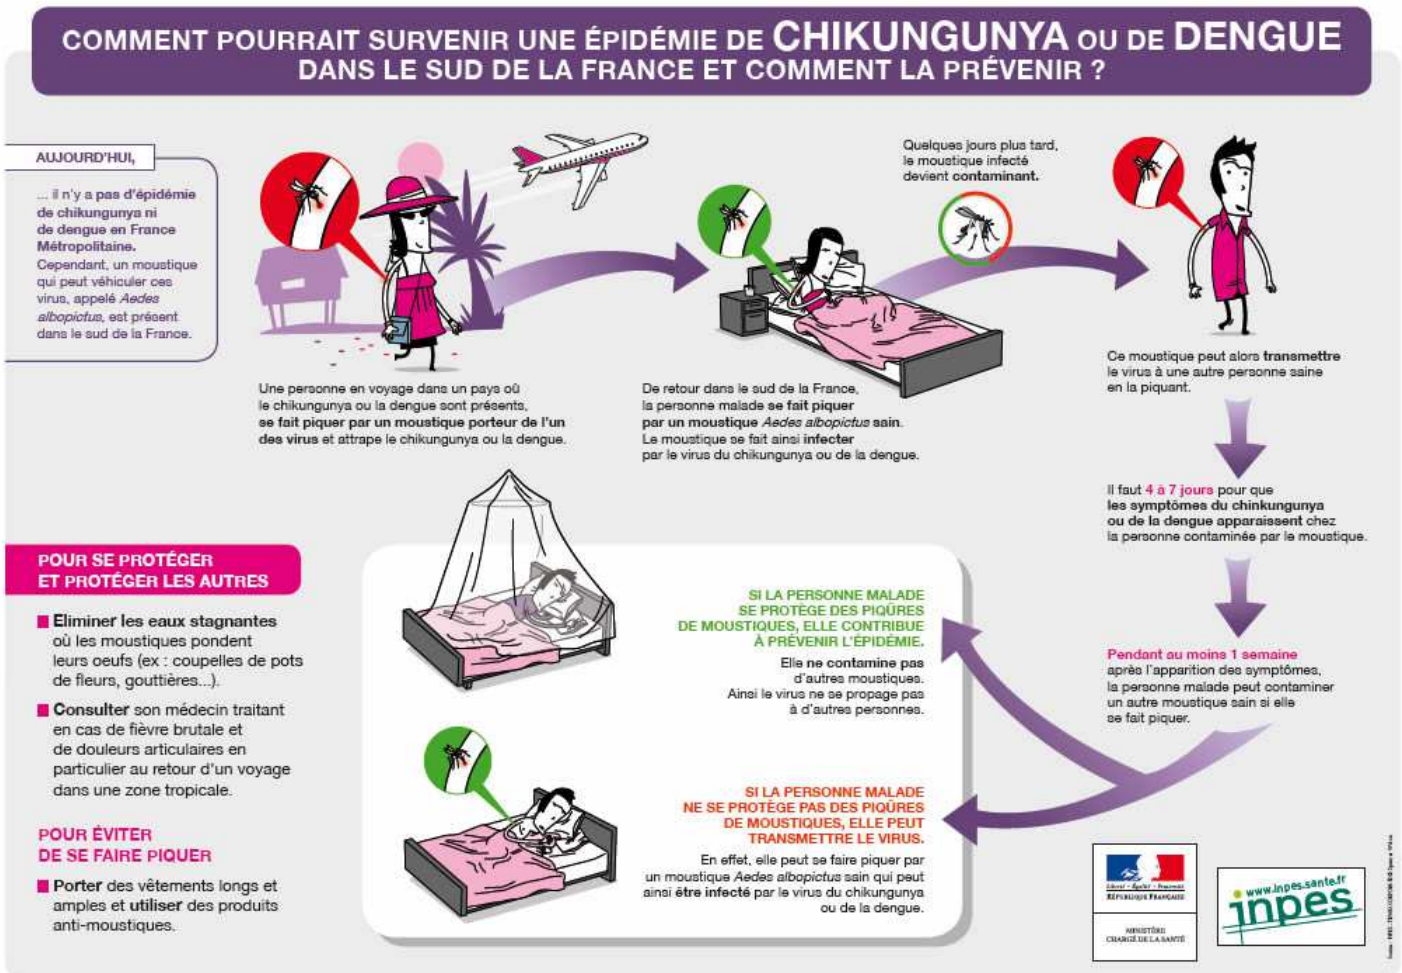 COMMENT POURRAIT SURVENIR UNE ÉPIDÉMIE DE CHIKUNGUNYA OU DE DENGUE
DANS LE SUD DE LA FRANCE ET COMMENT LA PRÉVENIR ?
AUJOURD'HUI,
... il n'y a pas d'épidémie
de chikungunya ni
de dengue en France
Métropolitaine.
Cependant, un moustique
qui peut véhiculer ces
virus, appelé Aedes
albopictus, est présent
dans le sud de la France.
Une personne en voyage dans un pays où
le chikungunya ou la dengue sont présents,
se fait piquer par un moustique porteur de l'un
des virus et attrape le chikungunya ou la dengue.
De retour dans le sud de la France,
la personne malade se fait piquer
par un moustique Aedes albopictus sain.
Le moustique se fait ainsi infecter
par le virus du chikungunya ou de la dengue.
Quelques jours plus tard,
le moustique infecté
devient contaminant.
Ce moustique peut alors transmettre
le virus à une autre personne saine
en la piquant.
Il faut 4 à 7 jours pour que
les symptômes du chinkungunya
ou de la dengue apparaissent chez
la personne contaminée par le moustique.
Pendant au moins 1 semaine
après l'apparition des symptômes,
la personne malade peut contaminer
un autre moustique sain si elle
se fait piquer.
SI LA PERSONNE MALADE
SE PROTÈGE DES PIQÛRES
DE MOUSTIQUES, ELLE CONTRIBUE
À PRÉVENIR L'ÉPIDÉMIE.
Elle ne contamine pas
d'autres moustiques.
Ainsi le virus ne se propage pas
à d'autres personnes.
SI LA PERSONNE MALADE
NE SE PROTÈGE PAS DES PIQÛRES
DE MOUSTIQUES, ELLE PEUT
TRANSMETTRE LE VIRUS.
En effet, elle peut se faire piquer par
un moustique Aedes albopictus sain qui peut
ainsi être infecté par le virus du chikungunya
ou de la dengue.
POUR SE PROTÉGER
ET PROTÉGER LES AUTRES
Eliminer les eaux stagnantes
où les moustiques pondent
leurs oeufs (ex : coupelles de pots
de fleurs, gouttières...).
Consulter son médecin traitant
en cas de fièvre brutale et
de douleurs articulaires en
particulier au retour d'un voyage
dans une zone tropicale.
POUR ÉVITER
DE SE FAIRE PIQUER
Porter des vêtements longs et
amples et utiliser des produits
anti-moustiques.
Liberté • Égalité • Fraternité
RÉPUBLIQUE FRANÇAISE
MINISTÈRE
CHARGÉ DE LA SANTÉ
www.inpes.sante.fr
inpes